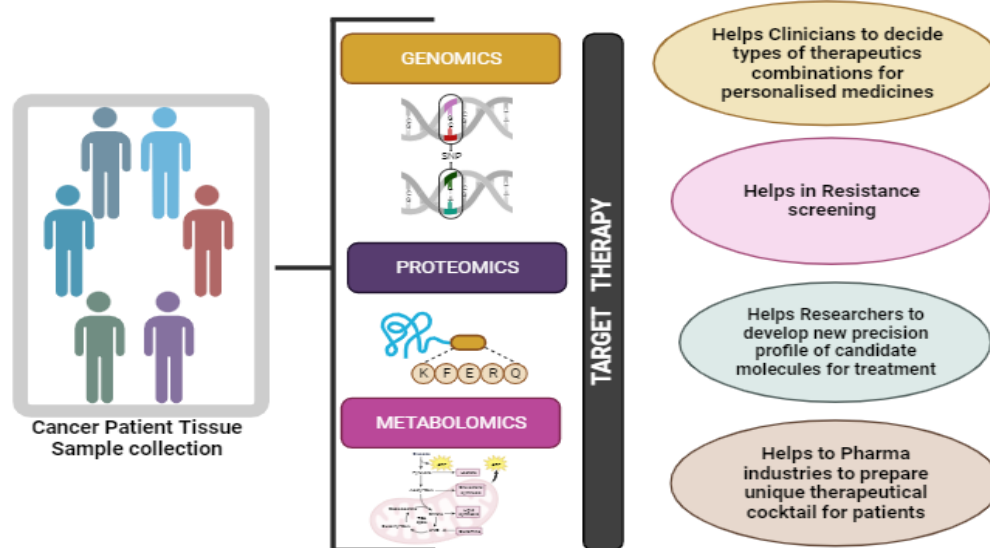 GENOMICS
SNP
PROTEOMICS
K F E R Q
METABOLOMICS
Cancer Patient Tissue
Sample collection
TARGET THERAPY
Helps Clinicians to decide
types of therapeutics
combinations for
personalised medicines
Helps in Resistance
screening
Helps Researchers to
develop new precision
profile of candidate
molecules for treatment
Helps to Pharma
industries to prepare
unique therapeutical
cocktail for patients